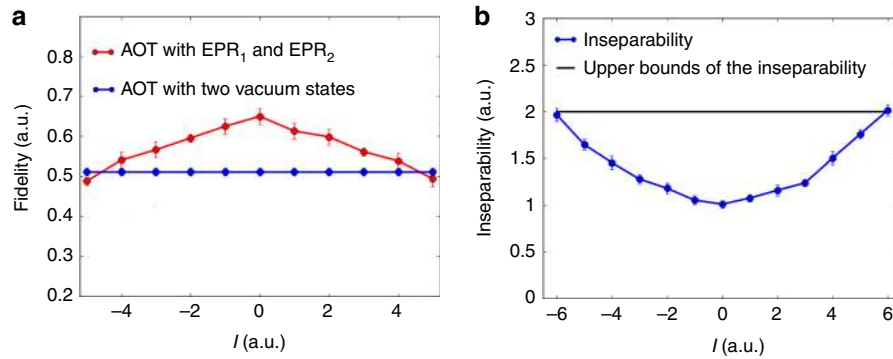 a
0.8
0.7
0.6
0.5
0.4
0.3
0.2
Fidelity (a.u.)
AOT with EPR1 and EPR2
AOT with two vacuum states
–4
–2
0
2
4
l (a.u.)
b
3
2.5
2
1.5
1
0.5
0
Inseparability (a.u.)
Inseparability
Upper bounds of the inseparability
–6
–4
–2
0
2
4
6
l (a.u.)